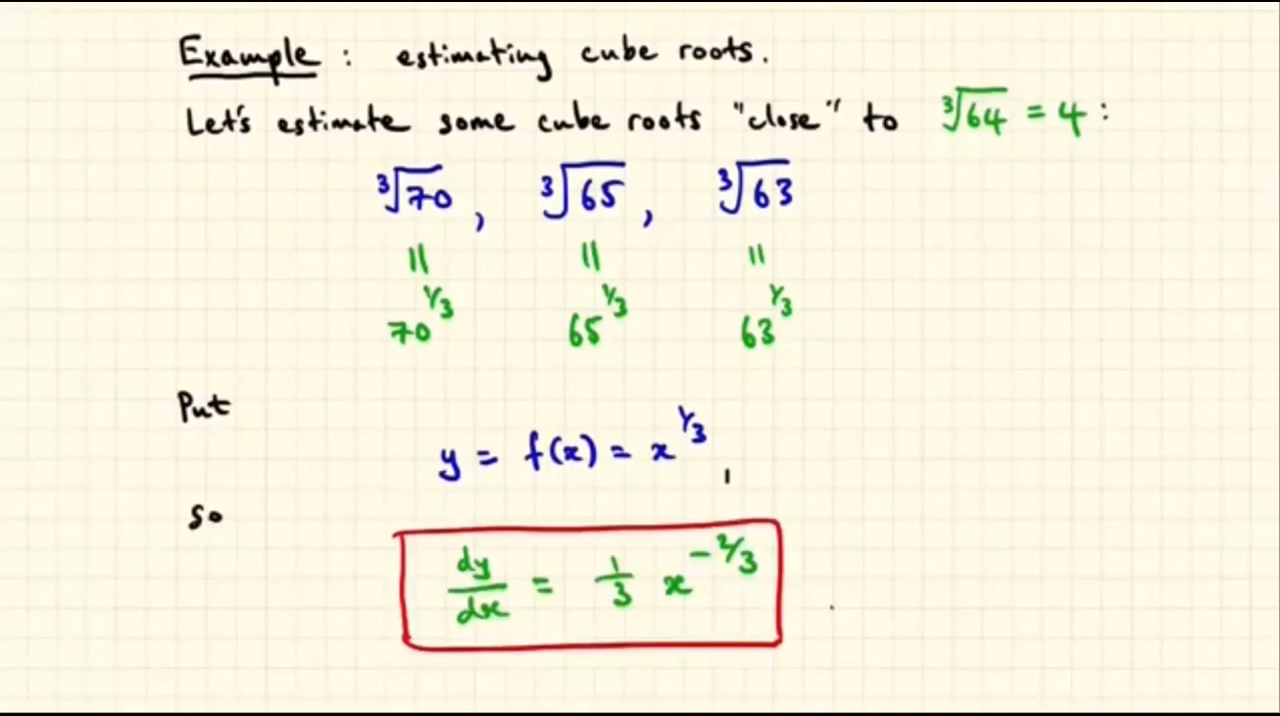 Example : estimating cube roots.
Let's estimate some cube roots "close" to ∛64 = 4 :
∛70 , ∛65 , ∛63
|| || ||
70^1/3 65^1/3 63^1/3
Put
y = f(x) = x^1/3 ,
so
dy/dx = 1/3 x^-2/3